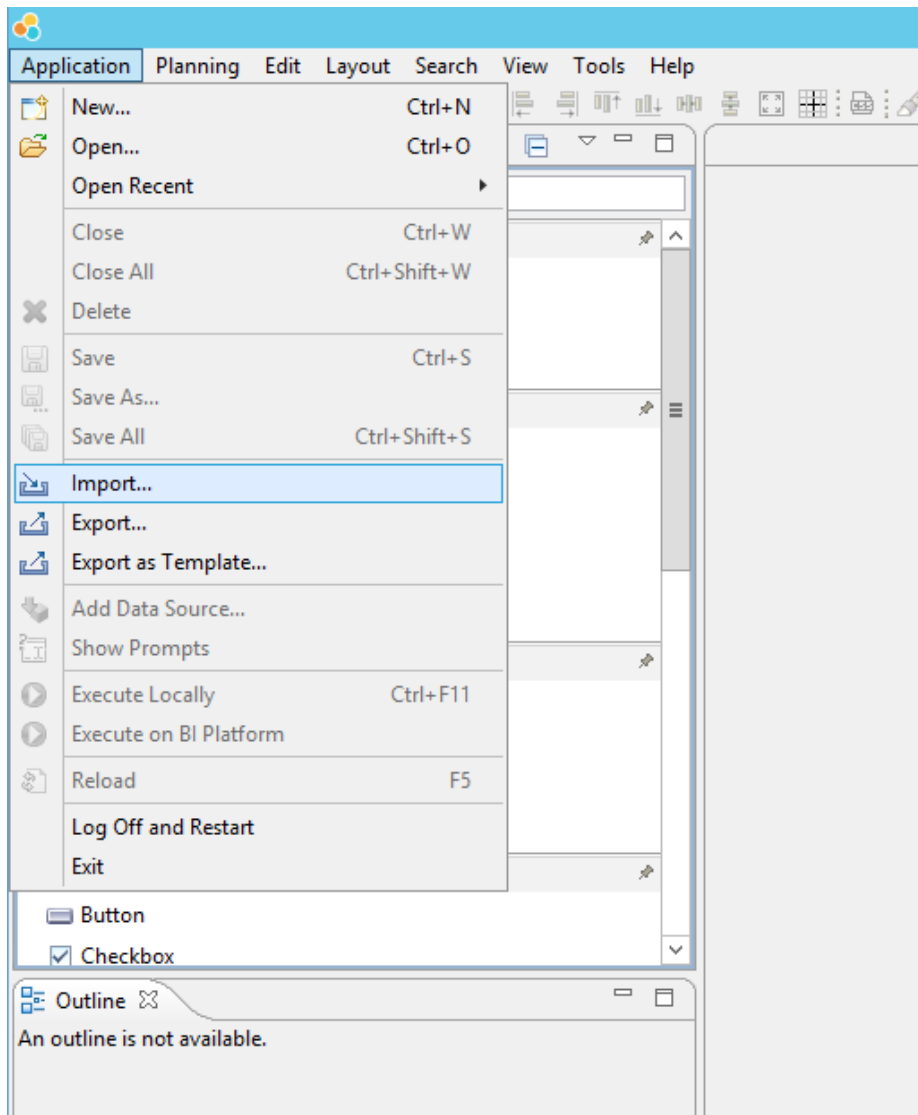 Application Planning Edit Layout Search View Tools Help
New... Ctrl+N
Open... Ctrl+O
Open Recent
Close Ctrl+W
Close All Ctrl+Shift+W
Delete
Save Ctrl+S
Save As...
Save All Ctrl+Shift+S
Import...
Export...
Export as Template...
Add Data Source...
Show Prompts
Execute Locally Ctrl+F11
Execute on BI Platform
Reload F5
Log Off and Restart
Exit
Button
Checkbox
Outline
An outline is not available.